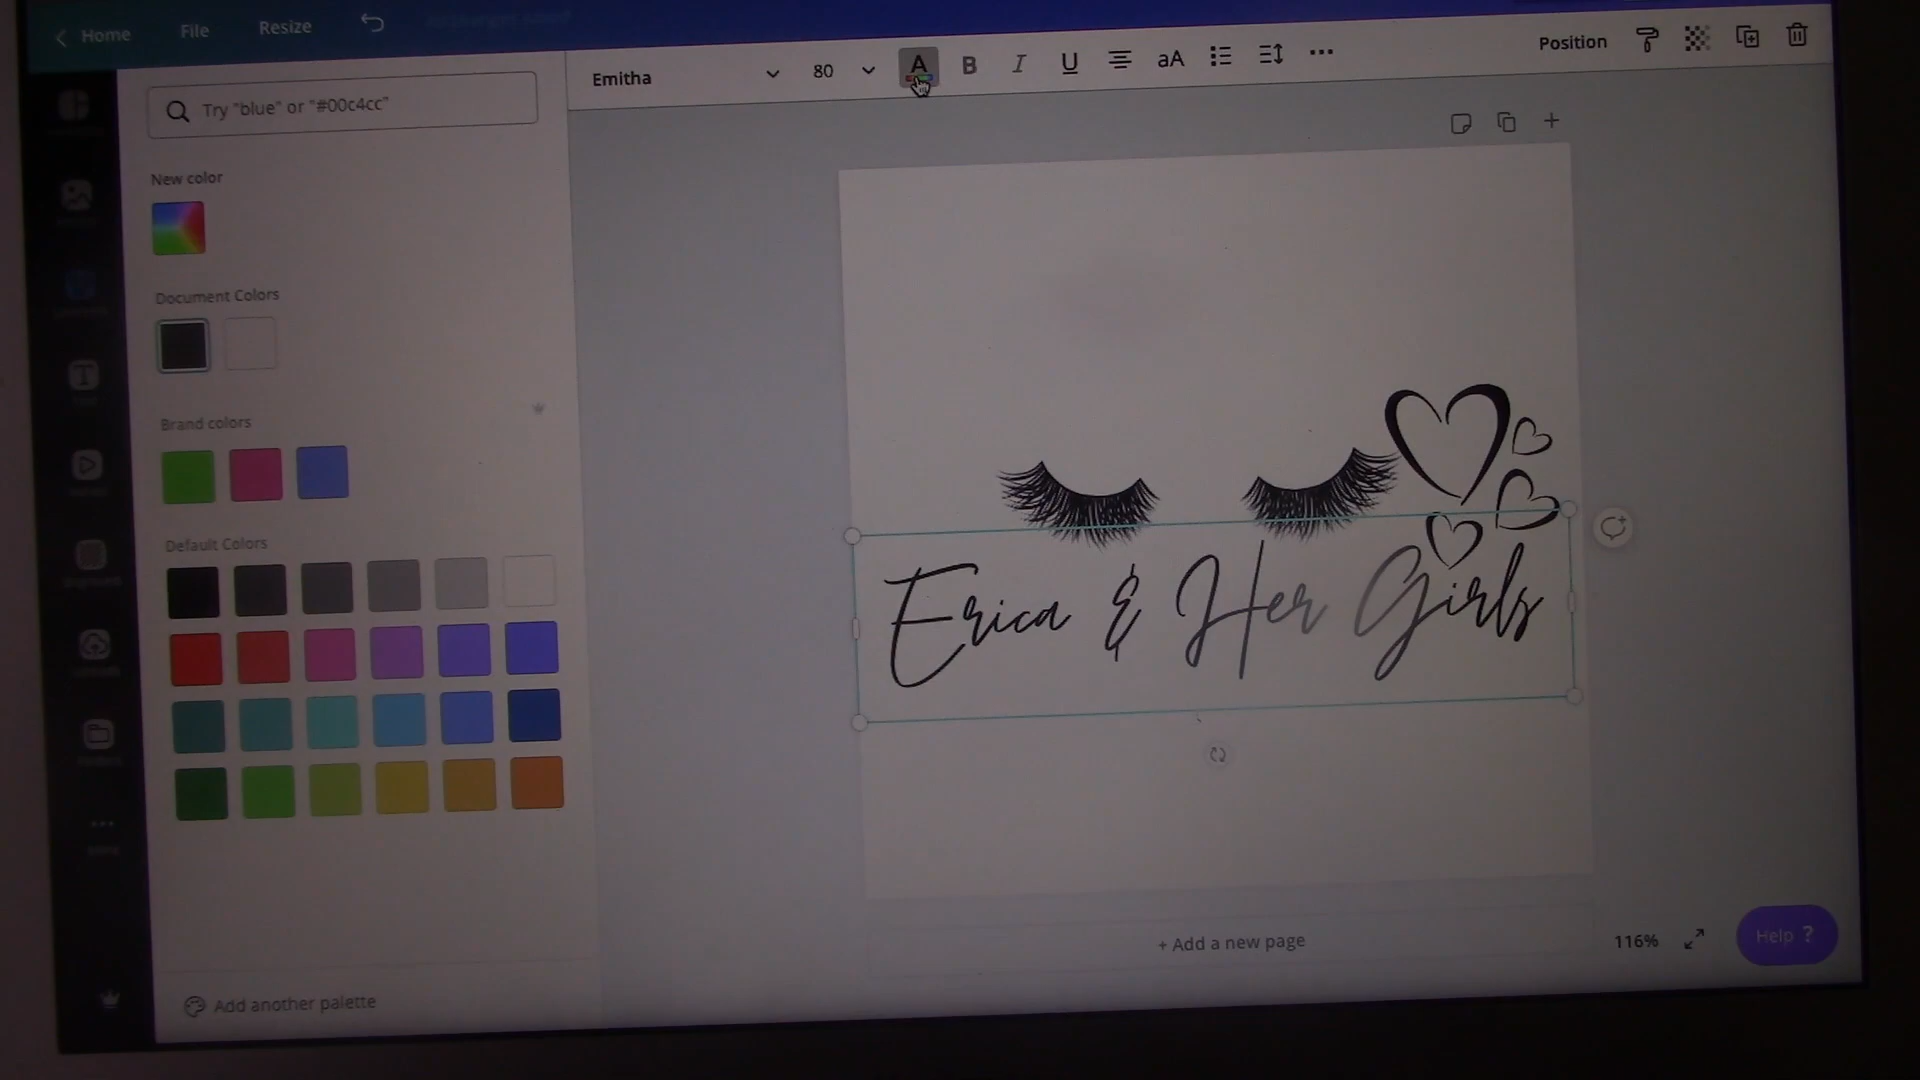 Home File Resize
Try "blue" or "#00c4cc"
Emitha 80 A B I U aA Position
New color
Document Colors
Brand colors
Default Colors
Erica & Her Girls
+ Add a new page
116%
Help ?
Add another palette